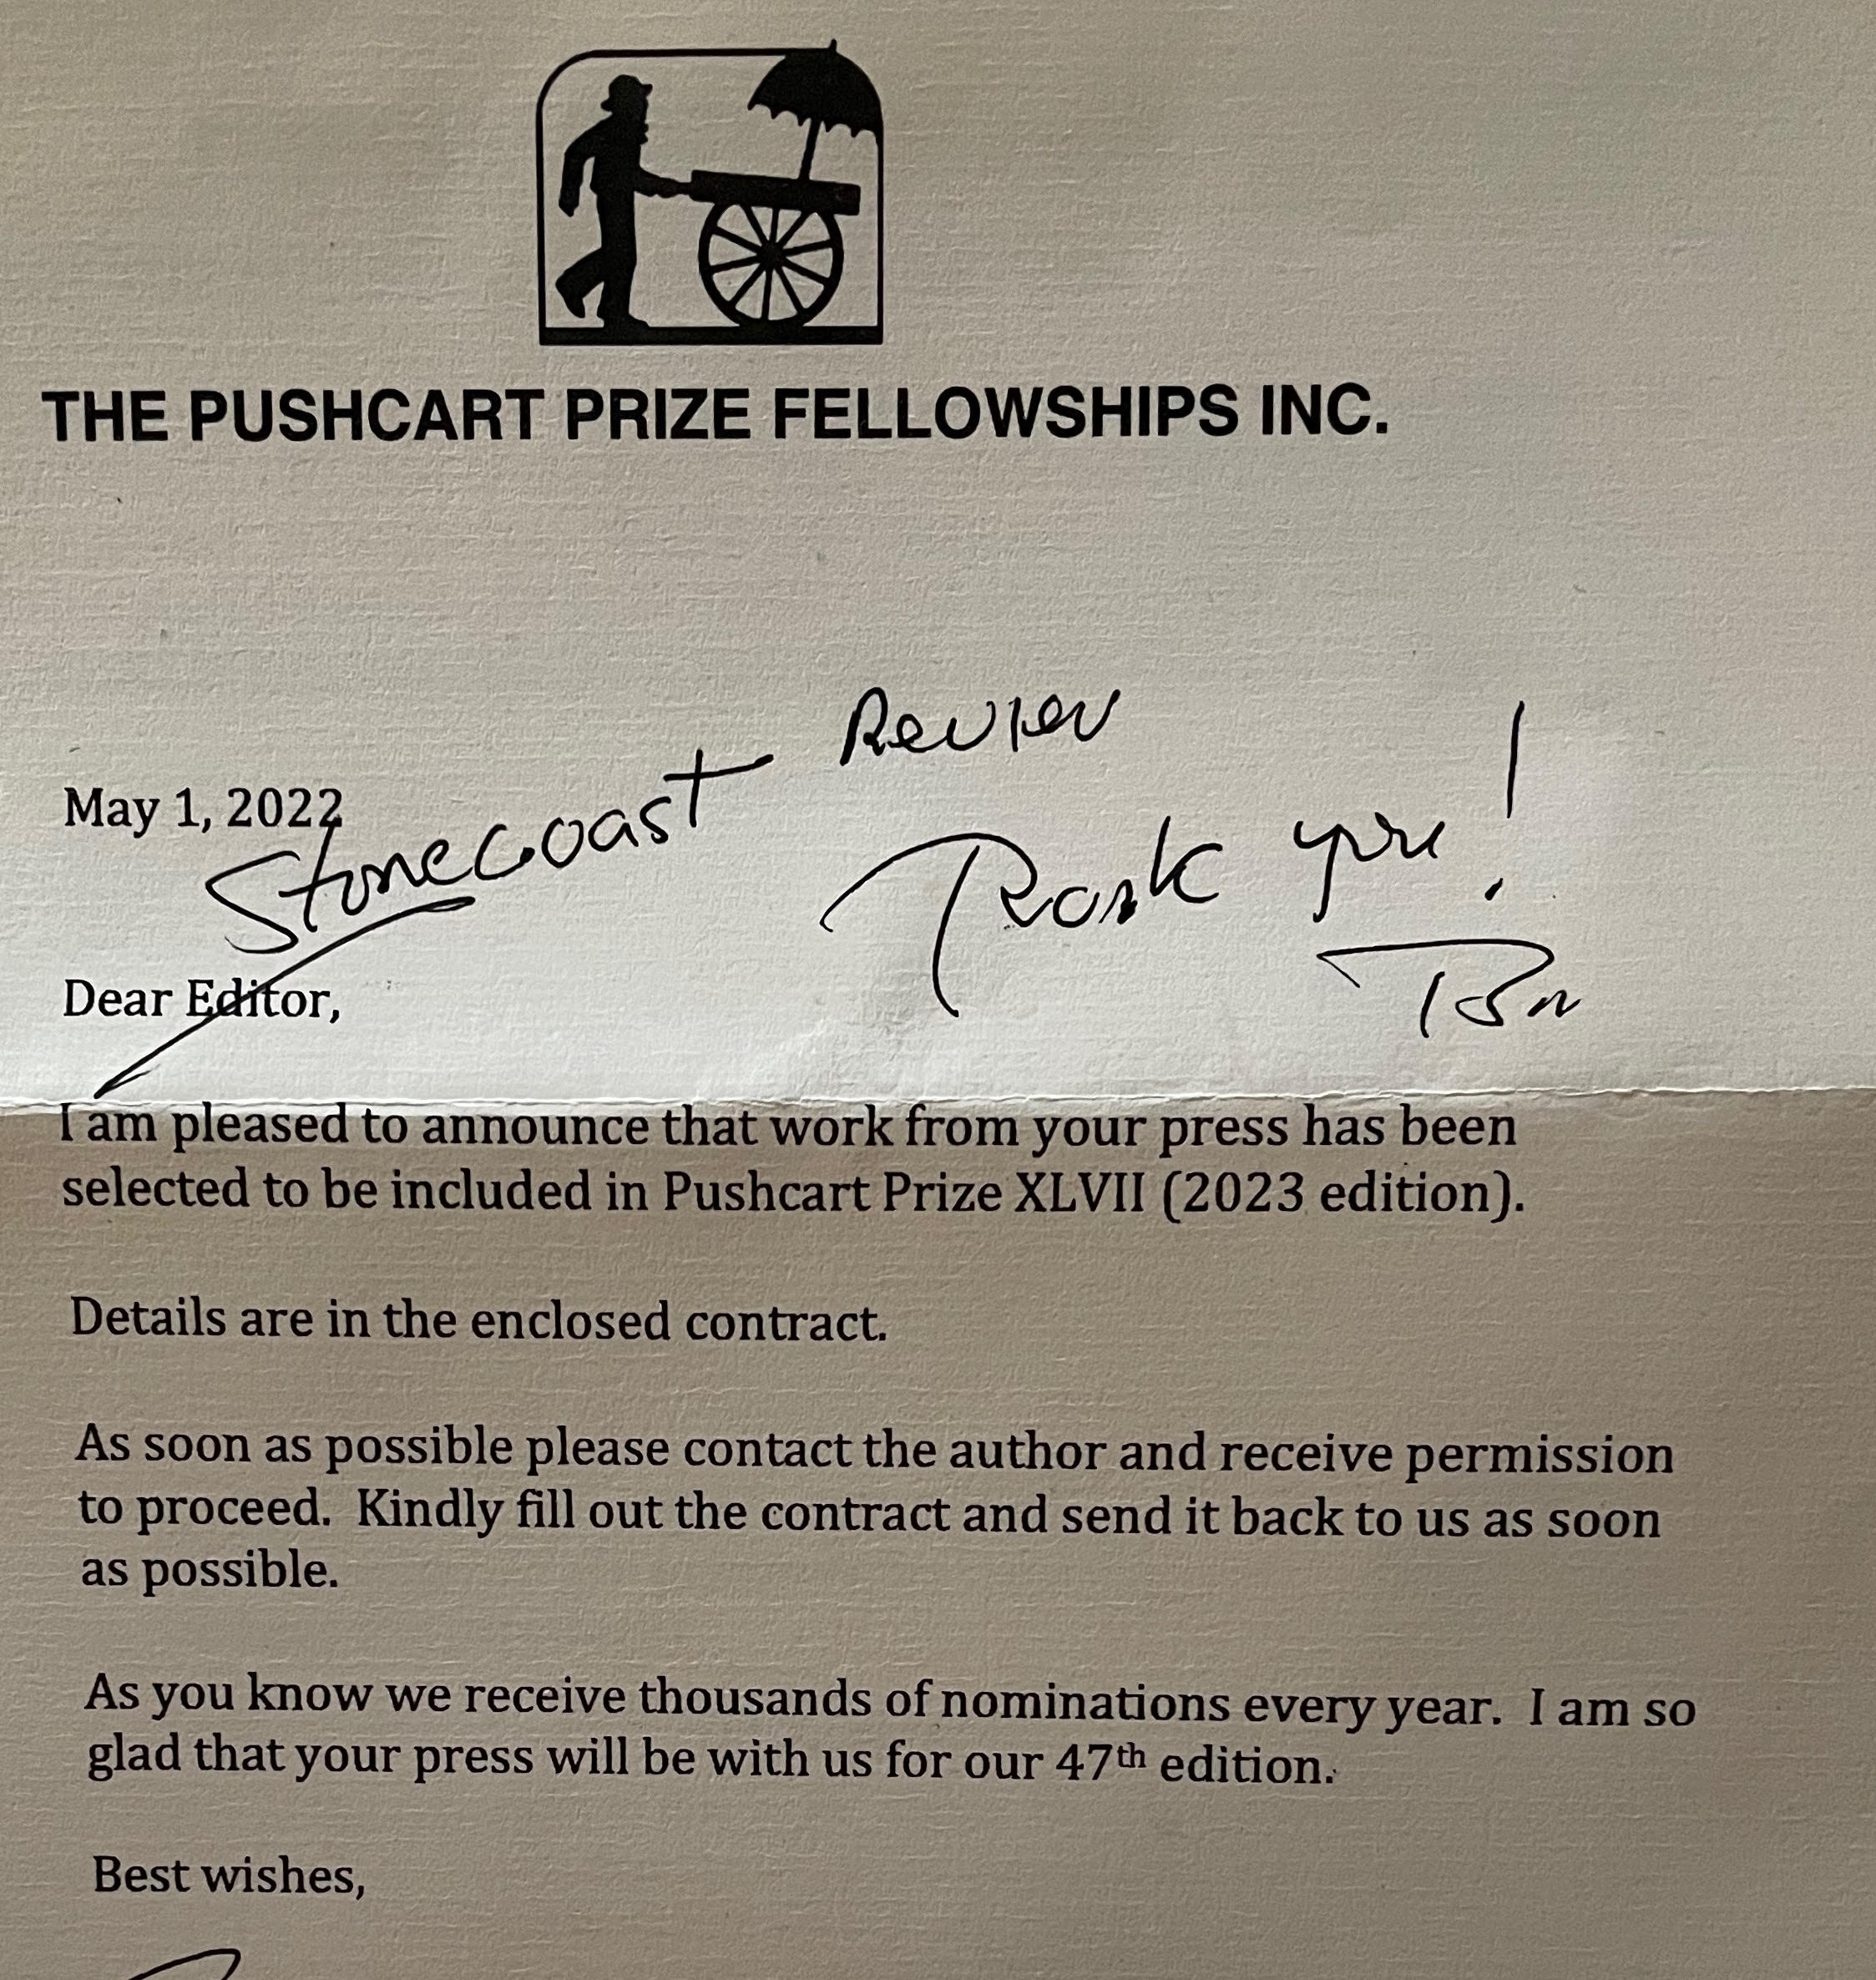 THE PUSHCART PRIZE FELLOWSHIPS INC.
Stonecoast Review
May 1, 2022
Thank you!
Dear Editor,
I am pleased to announce that work from your press has been
selected to be included in Pushcart Prize XLVII (2023 edition).
Details are in the enclosed contract.
As soon as possible please contact the author and receive permission
to proceed.  Kindly fill out the contract and send it back to us as soon
as possible.
As you know we receive thousands of nominations every year.  I am so
glad that your press will be with us for our 47th edition.
Best wishes,